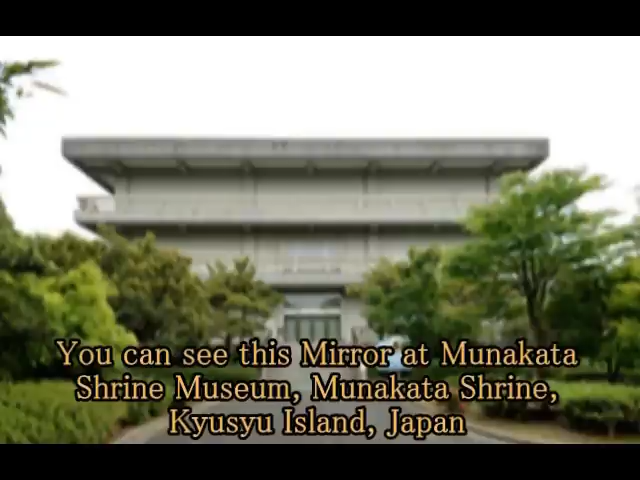 You can see this Mirror at Munakata
Shrine Museum, Munakata Shrine,
Kyusyu Island, Japan